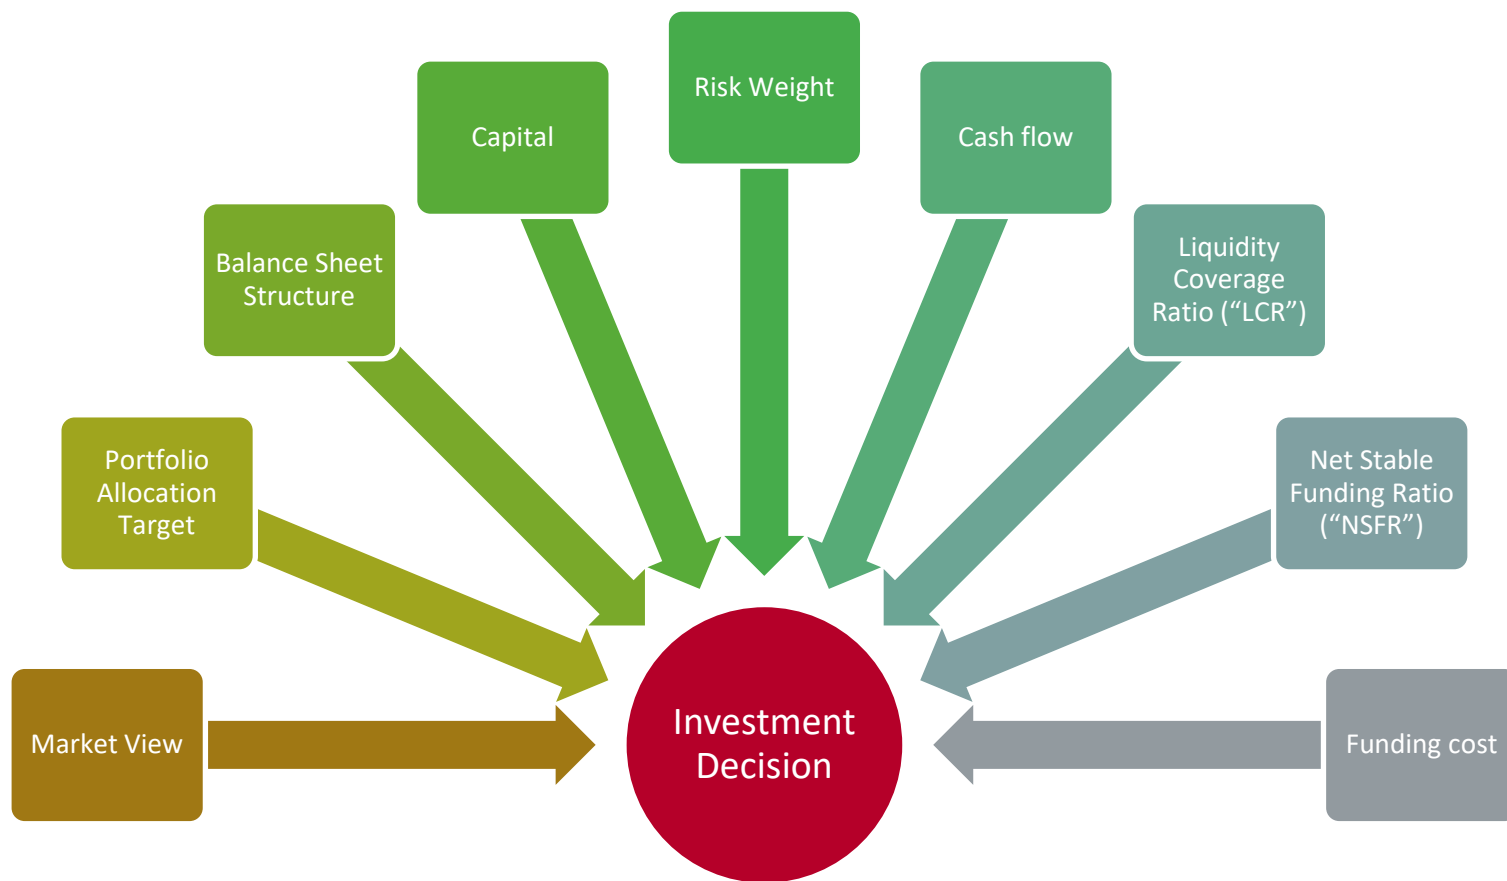 Risk Weight
Capital
Cash flow
Balance Sheet
Structure
Liquidity
Coverage
Ratio (“LCR”)
Portfolio
Allocation
Target
Net Stable
Funding Ratio
(“NSFR”)
Market View
Investment
Decision
Funding cost